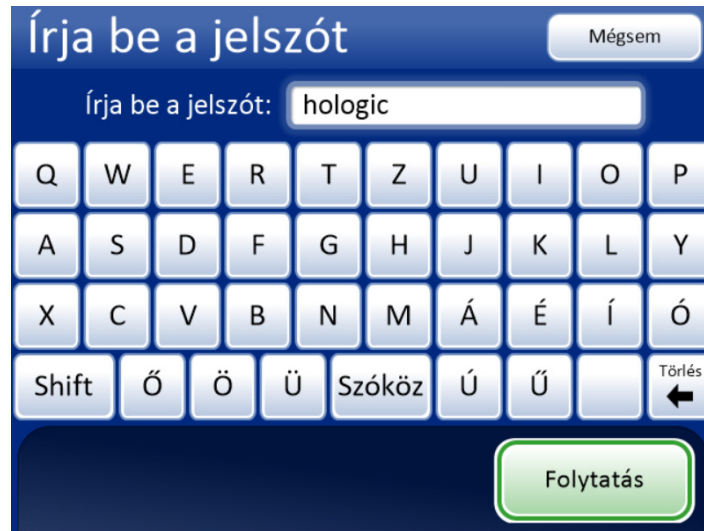 Írja be a jelszót Mégsem
Írja be a jelszót: hologic
Q W E R T Z U I O P
A S D F G H J K L Y
X C V B N M Á É Í Ó
Shift Ő Ö Ü Szóköz Ú Ű Törlés
Folytatás